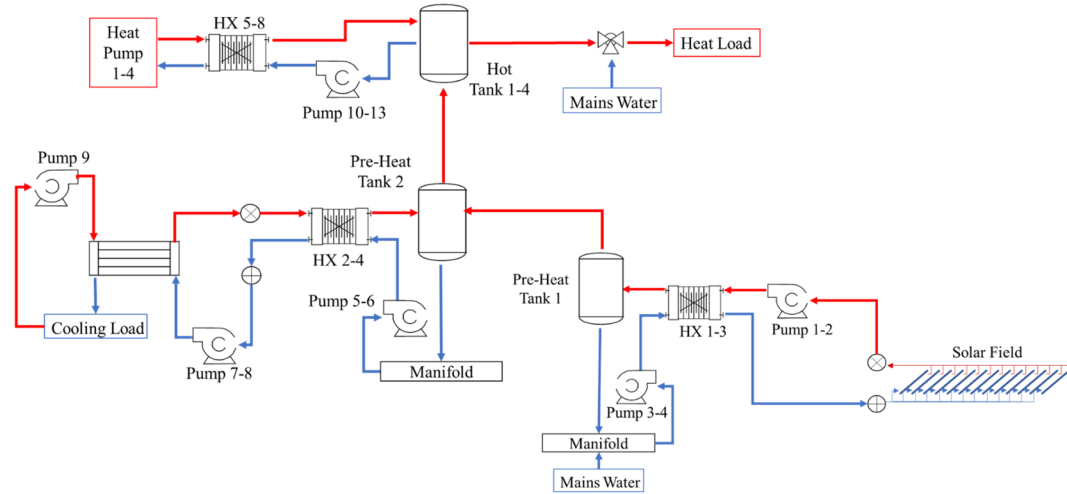 HX 5-8
Heat
Pump
1-4
Heat Load
Hot
Tank 1-4
Mains Water
Pump 10-13
Pump 9
Pre-Heat
Tank 2
HX 2-4
Pre-Heat
Tank 1
Pump 5-6
HX 1-3
Pump 1-2
Cooling Load
Solar Field
Pump 7-8
Manifold
Pump 3-4
Manifold
Mains Water